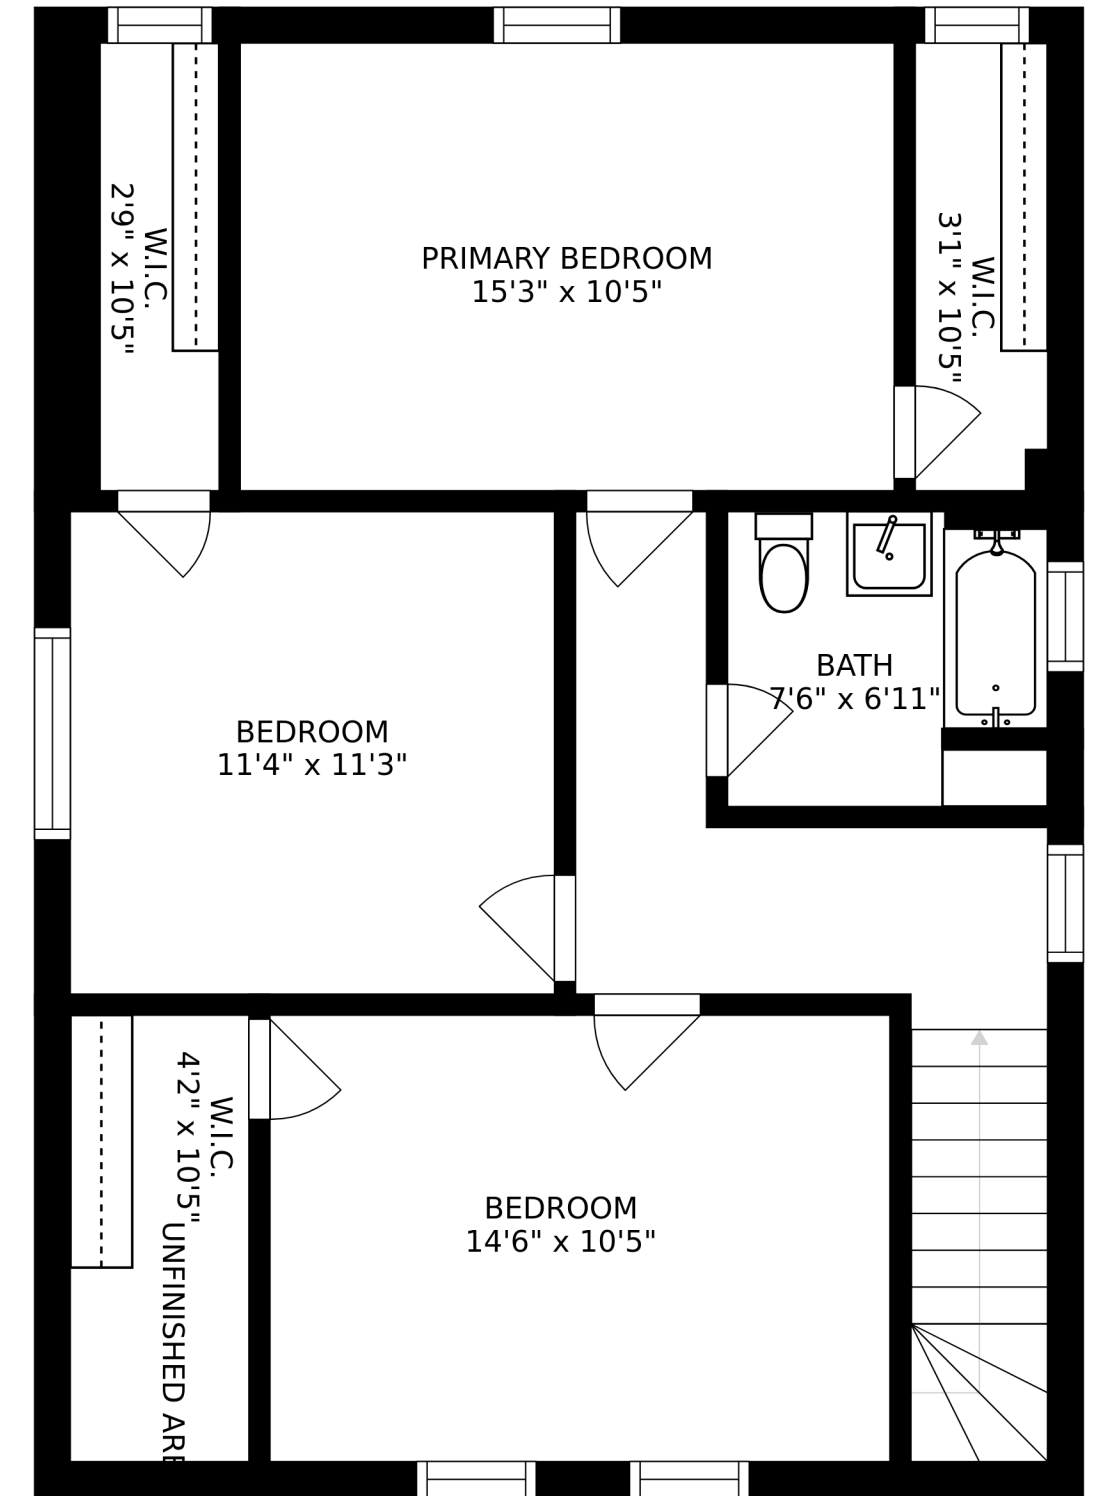 W.I.C.
2'9" x 10'5"
PRIMARY BEDROOM
15'3" x 10'5"
W.I.C.
3'1" x 10'5"
BATH
7'6" x 6'11"
BEDROOM
11'4" x 11'3"
W.I.C.
4'2" x 10'5"
UNFINISHED ARE
BEDROOM
14'6" x 10'5"